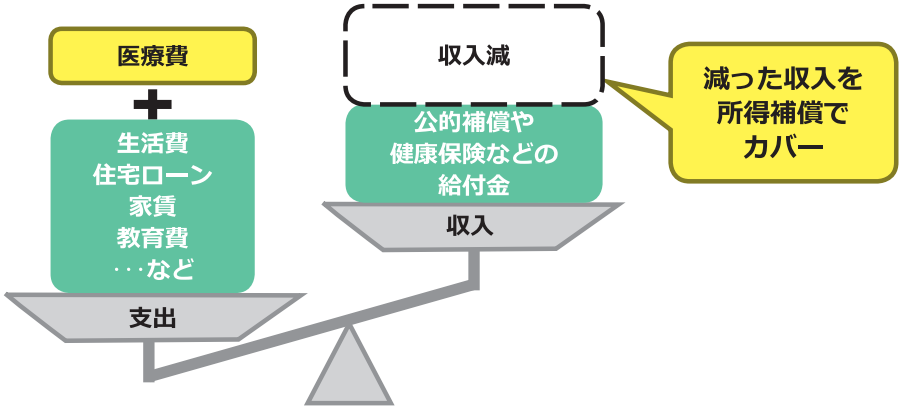 医療費
+
生活費
住宅ローン
家賃
教育費
･･･など
支出
収入減
公的補償や
健康保険などの
給付金
収入
減った収入を
所得補償で
カバー